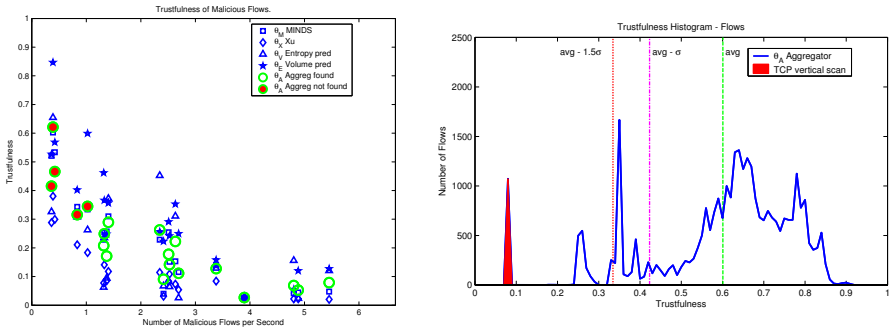 Trustfulness of Malicious Flows.
1
0.9
0.8
0.7
0.6
0.5
0.4
0.3
0.2
0.1
0
0 1 2 3 4 5 6
Trustfulness
Number of Malicious Flows per Second
θM MINDS
θX Xu
θV Entropy pred
θE Volume pred
θA Aggreg found
θA Aggreg not found
Trustfulness Histogram - Flows
2500
2000
1500
1000
500
0
0 0.1 0.2 0.3 0.4 0.5 0.6 0.7 0.8 0.9 1
Number of Flows
Trustfulness
avg - 1.5σ
avg - σ
avg
θA Aggregator
TCP vertical scan